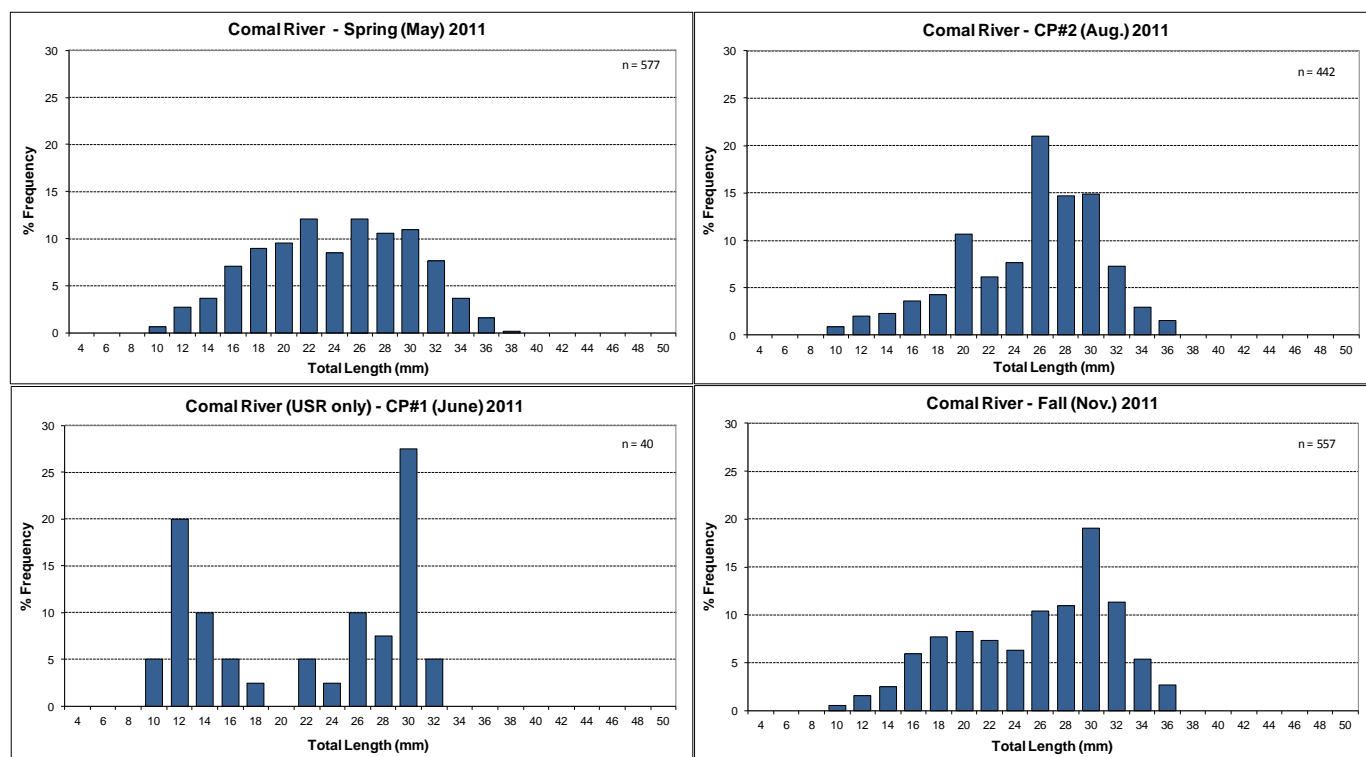 Comal River - Spring (May) 2011
n = 577
% Frequency
30
25
20
15
10
5
0
4 6 8 10 12 14 16 18 20 22 24 26 28 30 32 34 36 38 40 42 44 46 48 50
Total Length (mm)
Comal River - CP#2 (Aug.) 2011
n = 442
% Frequency
30
25
20
15
10
5
0
4 6 8 10 12 14 16 18 20 22 24 26 28 30 32 34 36 38 40 42 44 46 48 50
Total Length (mm)
Comal River (USR only) - CP#1 (June) 2011
n = 40
% Frequency
30
25
20
15
10
5
0
4 6 8 10 12 14 16 18 20 22 24 26 28 30 32 34 36 38 40 42 44 46 48 50
Total Length (mm)
Comal River - Fall (Nov.) 2011
n = 557
% Frequency
30
25
20
15
10
5
0
4 6 8 10 12 14 16 18 20 22 24 26 28 30 32 34 36 38 40 42 44 46 48 50
Total Length (mm)